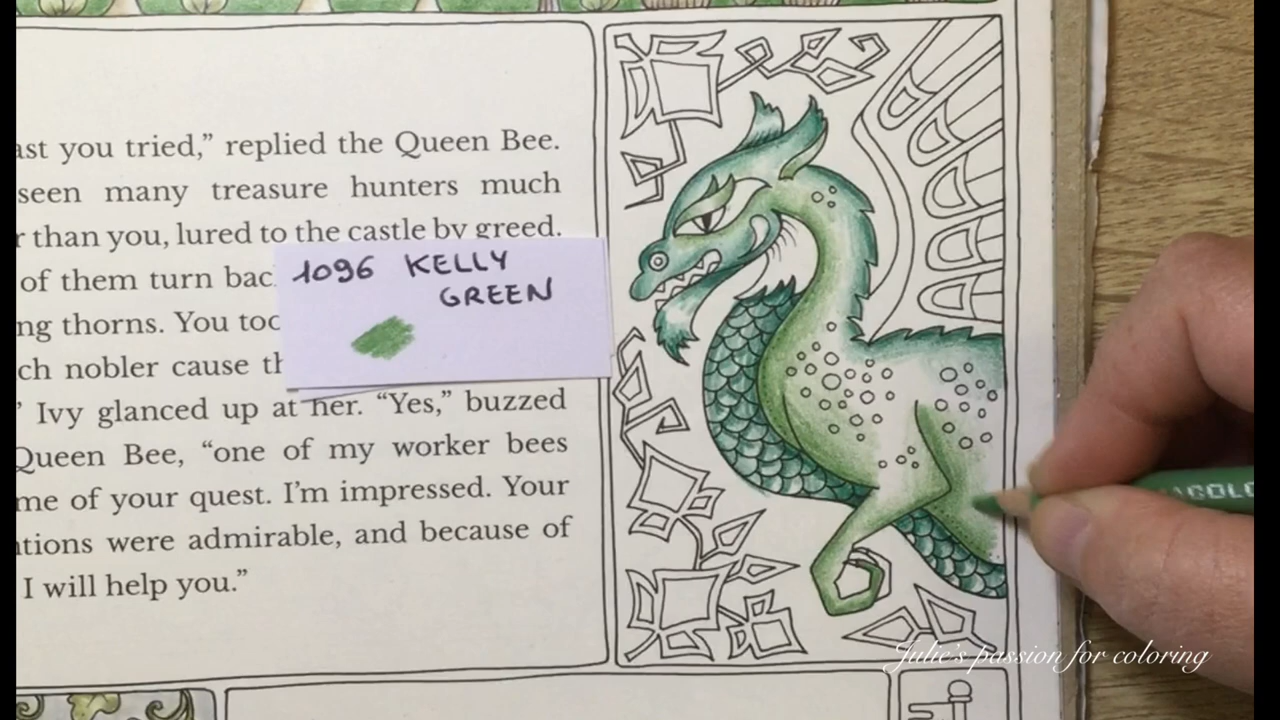 ast you tried,” replied the Queen Bee.
seen many treasure hunters much
r than you, lured to the castle by greed.
of them turn bac
ng thorns. You too
ch nobler cause th
’ Ivy glanced up at her. “Yes,” buzzed
Queen Bee, “one of my worker bees
me of your quest. I’m impressed. Your
tions were admirable, and because of
I will help you.”
1096 KELLY
GREEN
ACOLO
Julie's passion for coloring